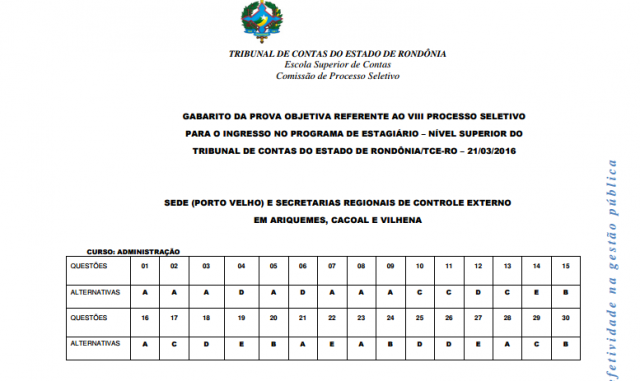 TRIBUNAL DE CONTAS DO ESTADO DE RONDÔNIA
Escola Superior de Contas
Comissão de Processo Seletivo
GABARITO DA PROVA OBJETIVA REFERENTE AO VIII PROCESSO SELETIVO
PARA O INGRESSO NO PROGRAMA DE ESTAGIÁRIO – NÍVEL SUPERIOR DO
TRIBUNAL DE CONTAS DO ESTADO DE RONDÔNIA/TCE-RO – 21/03/2016
SEDE (PORTO VELHO) E SECRETARIAS REGIONAIS DE CONTROLE EXTERNO
EM ARIQUEMES, CACOAL E VILHENA
CURSO: ADMINISTRAÇÃO
QUESTÕES 01 02 03 04 05 06 07 08 09 10 11 12 13 14 15
ALTERNATIVAS A A A D A D A A A C C D C E B
QUESTÕES 16 17 18 19 20 21 22 23 24 25 26 27 28 29 30
ALTERNATIVAS A C D E B A E A B D D E A C B
efetividade na gestão pública